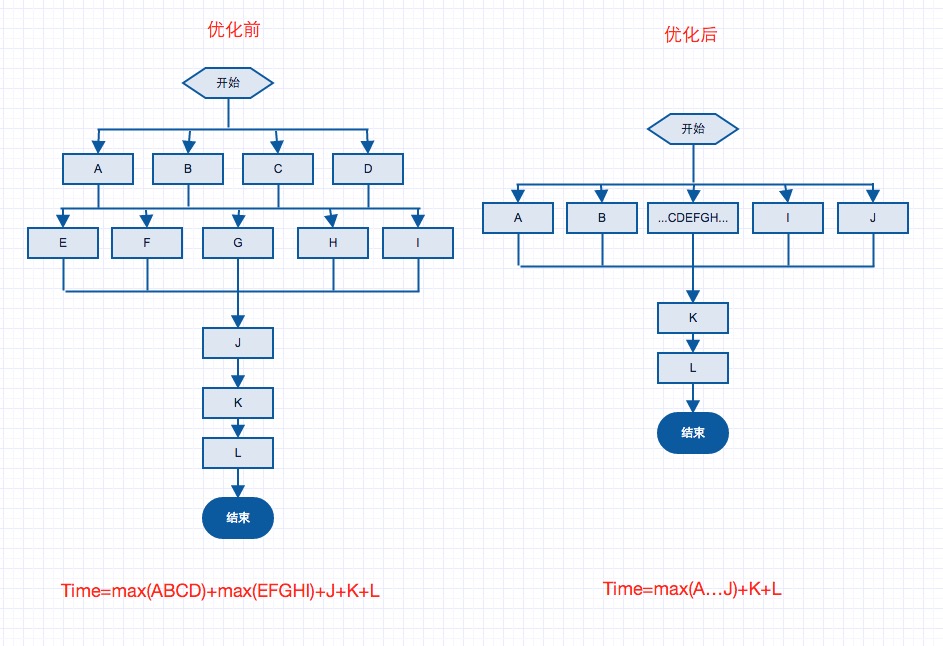 优化前
开始
A
B
C
D
E
F
G
H
I
J
K
L
结束
Time=max(ABCD)+max(EFGHI)+J+K+L
优化后
开始
A
B
...CDEFGH...
I
J
K
L
结束
Time=max(A...J)+K+L